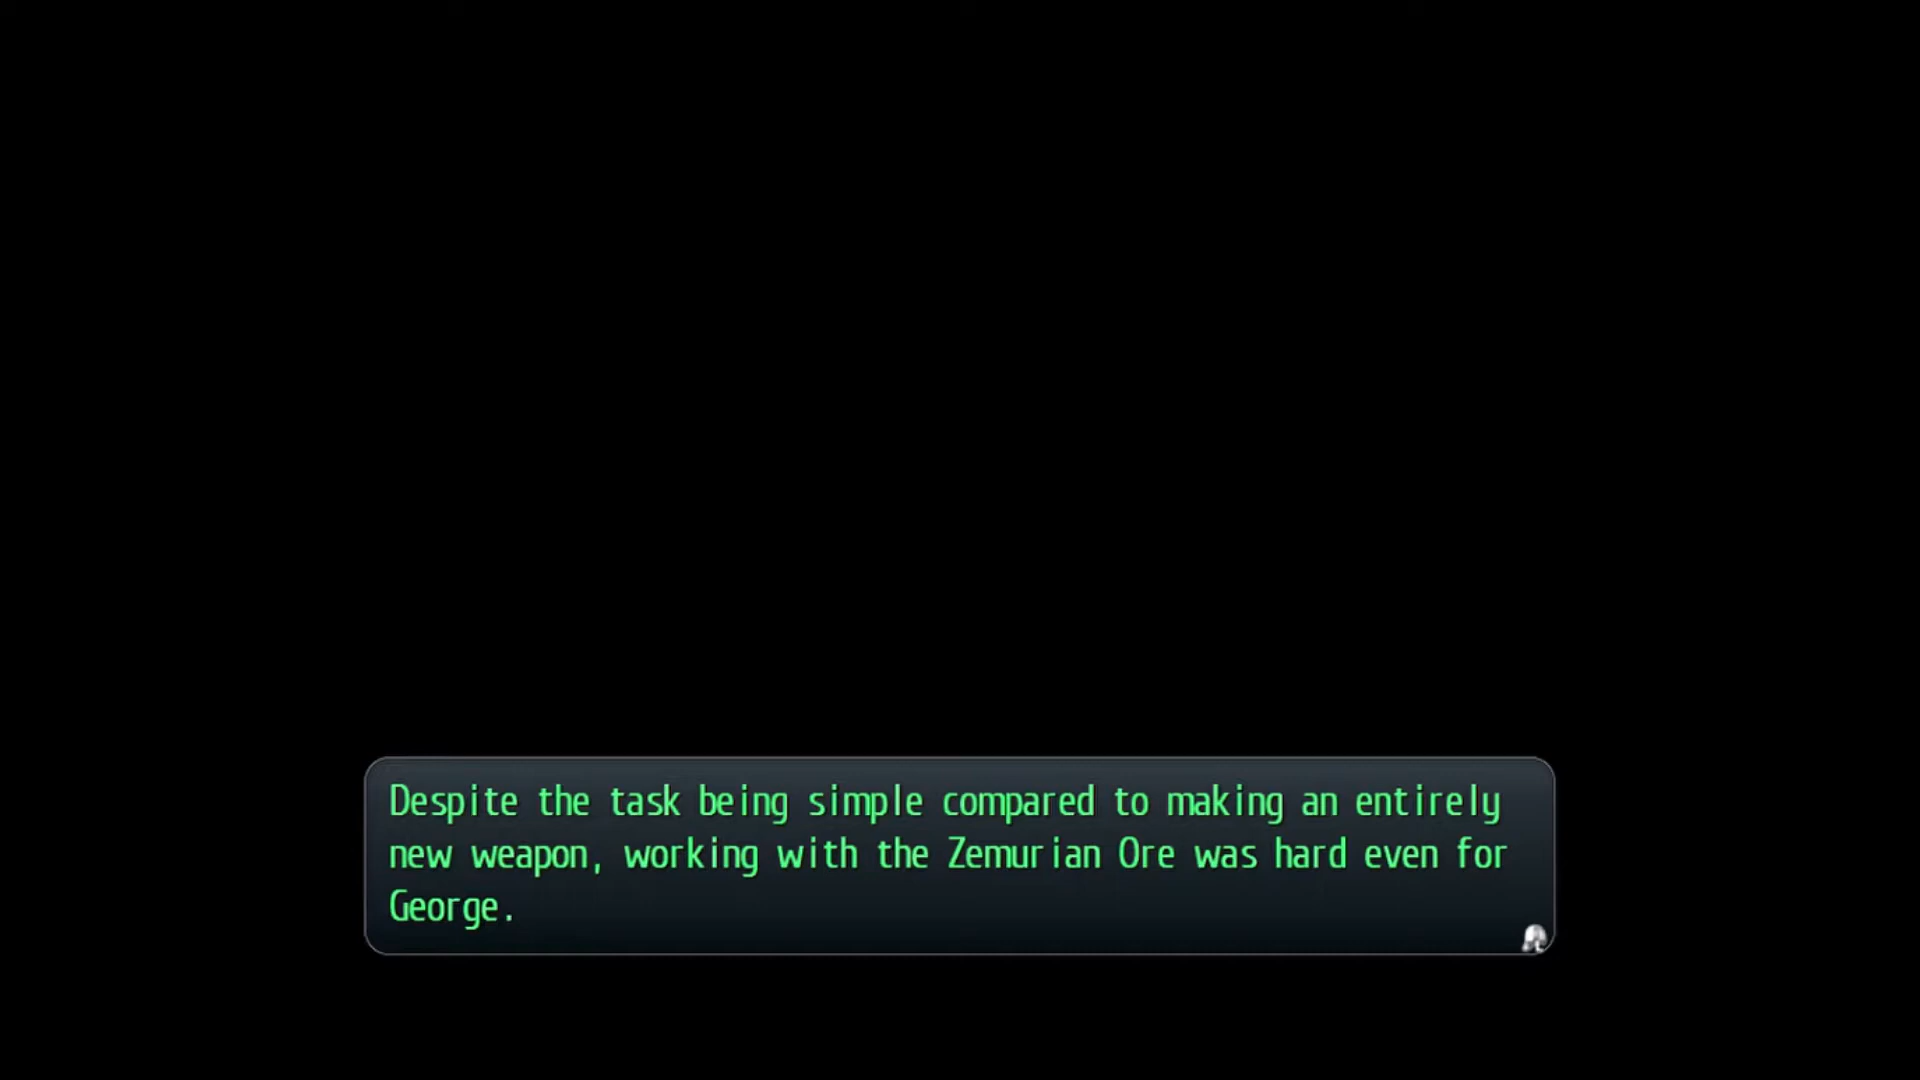 Despite the task being simple compared to making an entirely
new weapon, working with the Zemurian Ore was hard even for
George.